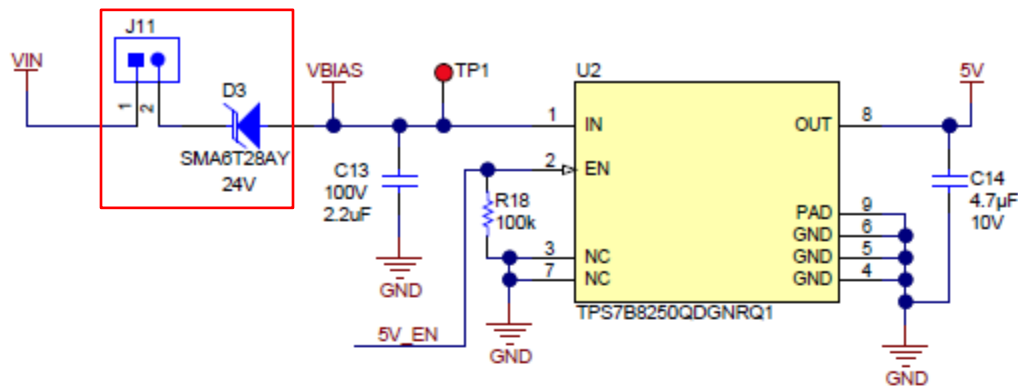 J11
VIN
1
2
D3
SMA6T28AY
24V
VBIAS
TP1
C13
100V
2.2uF
GND
R18
100k
5V_EN
GND
U2
1
IN
2
EN
3
NC
7
NC
OUT
8
PAD
9
GND
6
GND
5
GND
4
TPS7B8250QDGNRQ1
5V
C14
4.7µF
10V
GND